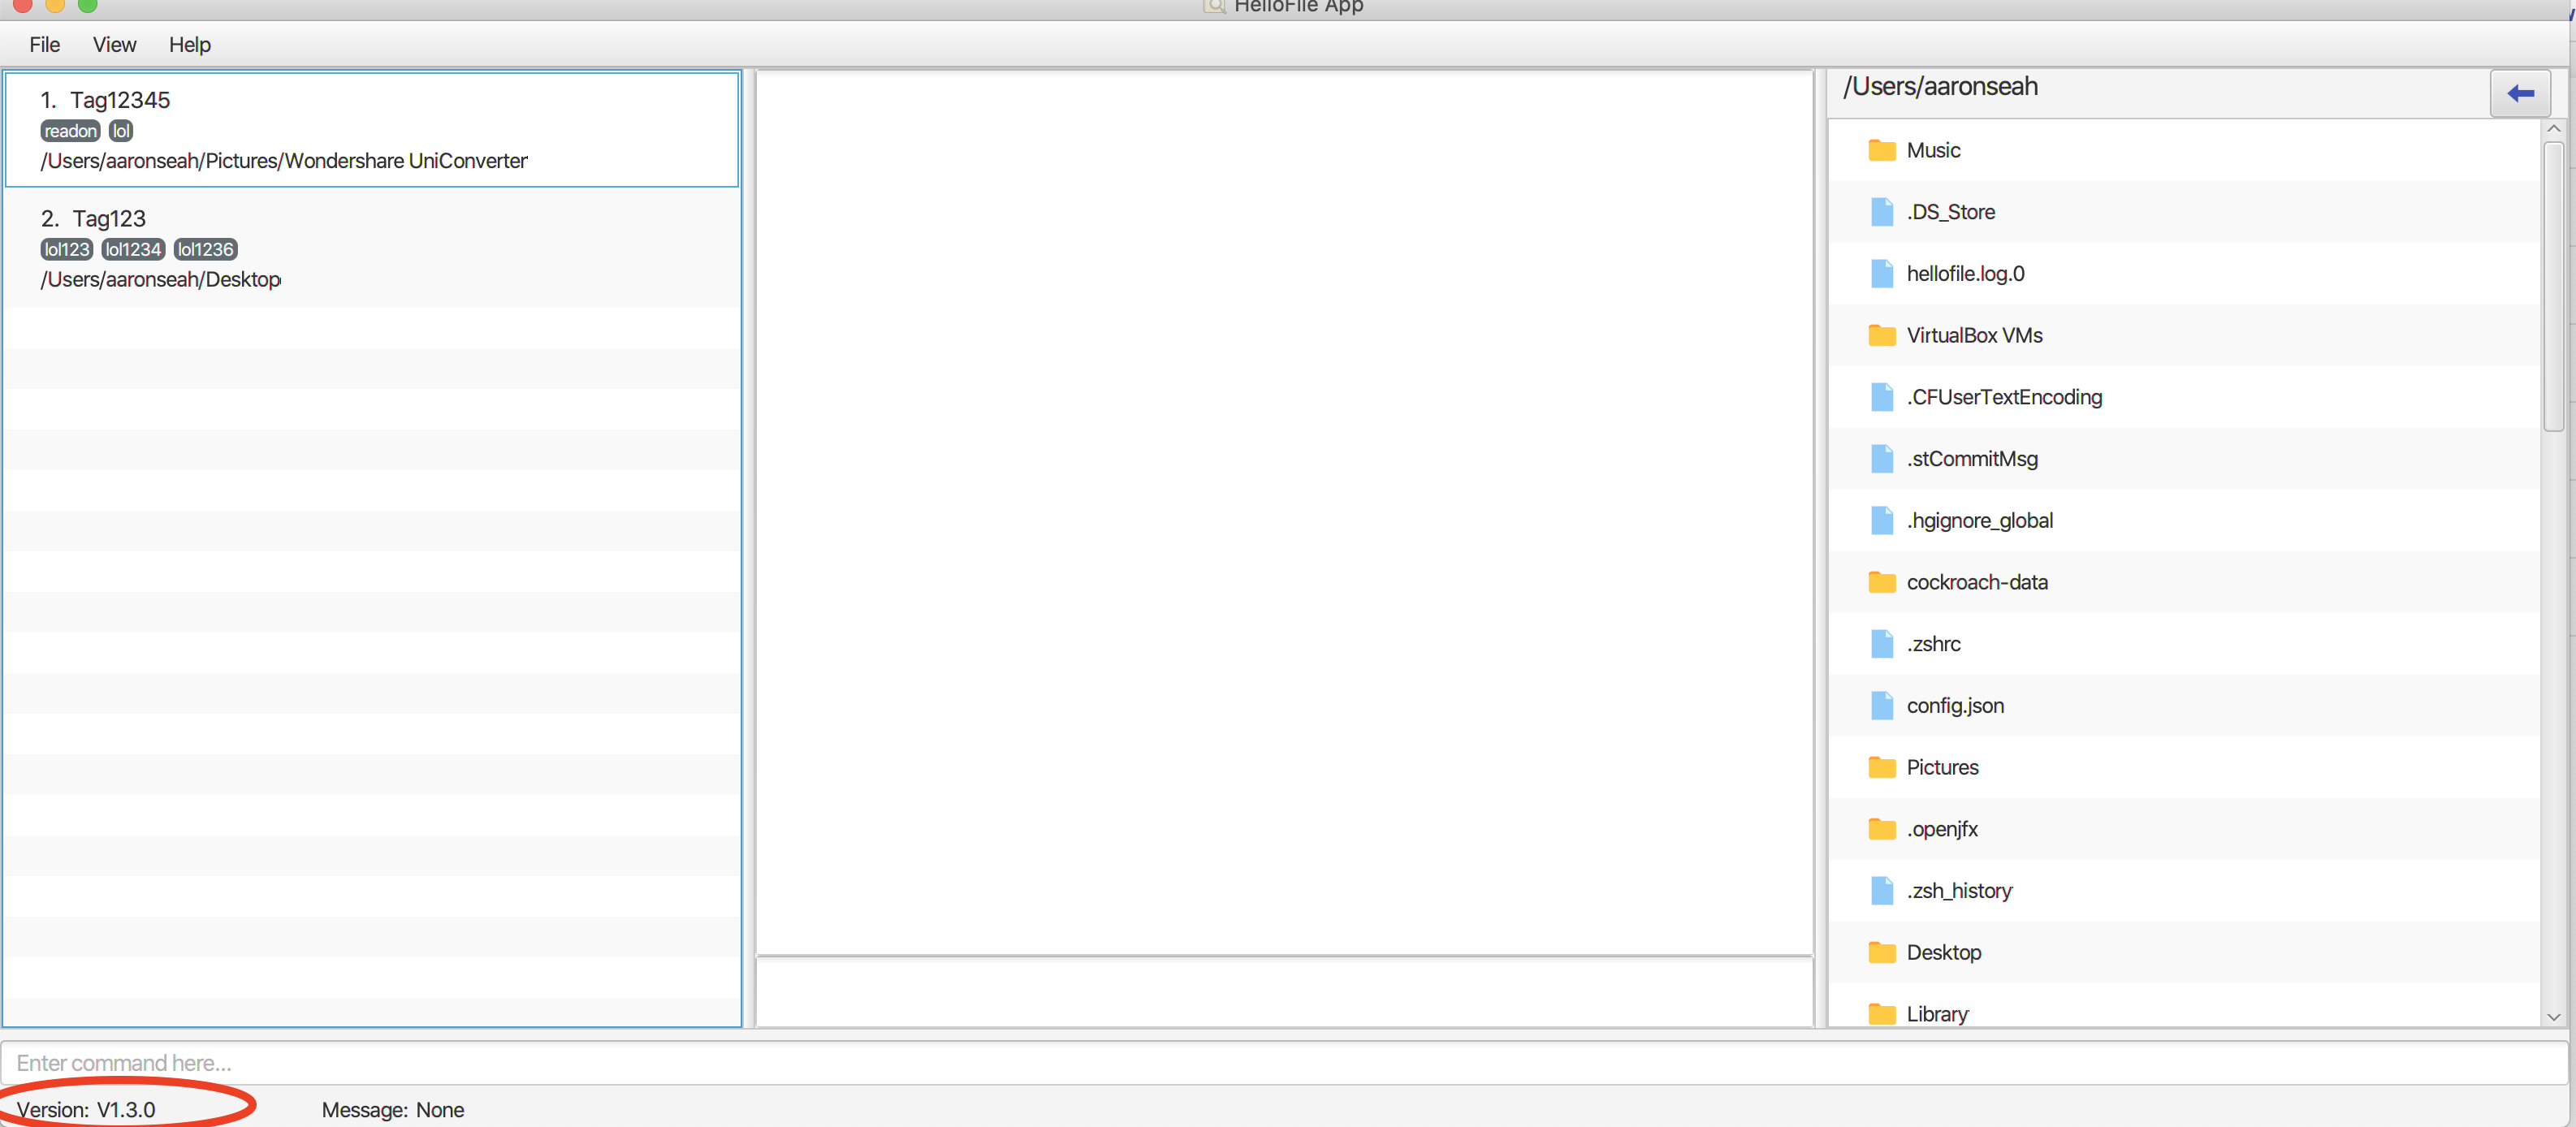 HelloFile App
File View Help
1. Tag12345
readon lol
/Users/aaronseah/Pictures/Wondershare UniConverter
2. Tag123
lol123 lol1234 lol1236
/Users/aaronseah/Desktop
/Users/aaronseah
Music
.DS_Store
hellofile.log.0
VirtualBox VMs
.CFUserTextEncoding
.stCommitMsg
.hgignore_global
cockroach-data
.zshrc
config.json
Pictures
.openjfx
.zsh_history
Desktop
Library
Enter command here...
Version: V1.3.0 Message: None